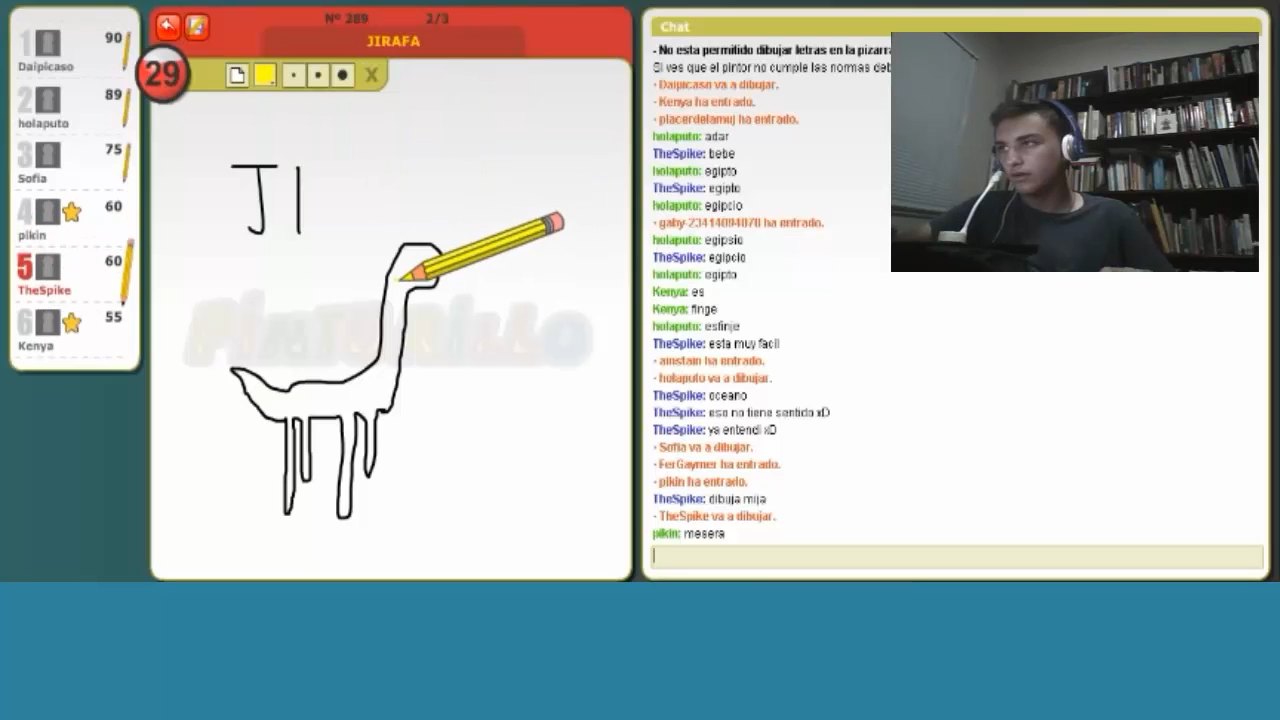 1 90
Daipicaso
2 89
holaputo
3 75
Sofia
4 60
pikin
5 60
TheSpike
6 55
Kenya
Nº 289 2/3
JIRAFA
29
X
JI
PINTURILLO
Chat
- No esta permitido dibujar letras en la pizarr
Si ves que el pintor no cumple las normas deb
· Daipicaso va a dibujar.
· Kenya ha entrado.
· placerdelamuj ha entrado.
holaputo: adar
TheSpike: bebe
holaputo: egipto
TheSpike: egipto
holaputo: egipcio
· gaby-23414084078 ha entrado.
holaputo: egipsio
TheSpike: egipcio
holaputo: egipto
Kenya: es
Kenya: finge
holaputo: esfinje
TheSpike: esta muy facil
· ainstain ha entrado.
· holaputo va a dibujar.
TheSpike: oceano
TheSpike: eso no tiene sentido xD
TheSpike: ya entendi xD
· Sofia va a dibujar.
· FerGaymer ha entrado.
· pikin ha entrado.
TheSpike: dibuja mija
· TheSpike va a dibujar.
pikin: mesera